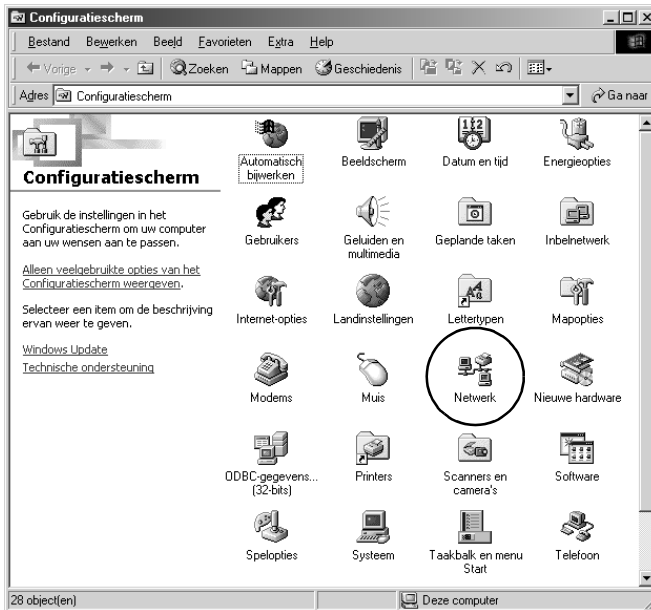 Configuratiescherm
Bestand Bewerken Beeld Favorieten Extra Help
Vorige Zoeken Mappen Geschiedenis
Adres Configuratiescherm Ga naar
Configuratiescherm
Gebruik de instellingen in het
Configuratiescherm om uw computer
aan uw wensen aan te passen.
Alleen veelgebruikte opties van het
Configuratiescherm weergeven.
Selecteer een item om de beschrijving
ervan weer te geven.
Windows Update
Technische ondersteuning
Automatisch
bijwerken
Beeldscherm
Datum en tijd
Energieopties
Gebruikers
Geluiden en
multimedia
Geplande taken
Inbelnetwerk
Internet-opties
Landinstellingen
Lettertypen
Mapopties
Modems
Muis
Netwerk
Nieuwe hardware
ODBC-gegevens...
(32-bits)
Printers
Scanners en
camera's
Software
Spelopties
Systeem
Taakbalk en menu
Start
Telefoon
28 object(en)
Deze computer